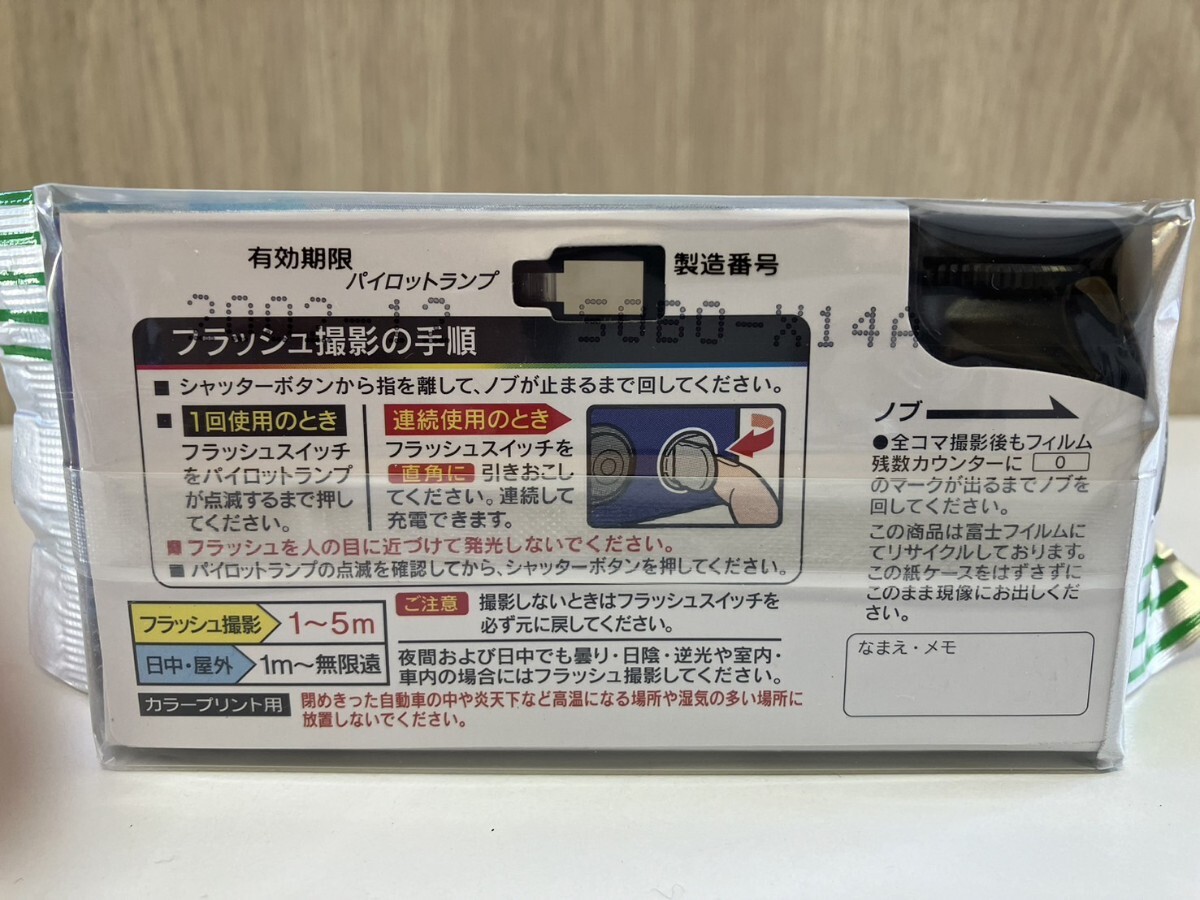 有効期限
パイロットランプ
製造番号
フラッシュ撮影の手順
■ シャッターボタンから指を離して、ノブが止まるまで回してください。
■ 1回使用のとき
フラッシュスイッチ
をパイロットランプ
が点滅するまで押し
てください。
連続使用のとき
フラッシュスイッチを
直角に 引きおこし
てください。連続して
充電できます。
■ フラッシュを人の目に近づけて発光しないでください。
■ パイロットランプの点滅を確認してから、シャッターボタンを押してください。
フラッシュ撮影 1〜5m
日中・屋外 1m〜無限遠
ご注意 撮影しないときはフラッシュスイッチを
必ず元に戻してください。
夜間および日中でも曇り・日陰・逆光や室内・
車内の場合にはフラッシュ撮影してください。
カラープリント用
閉めきった自動車の中や炎天下など高温になる場所や湿気の多い場所に
放置しないでください。
ノブ
●全コマ撮影後もフィルム
残数カウンターに 0
のマークが出るまでノブを
回してください。
この商品は富士フイルムに
てリサイクルしております。
この紙ケースをはずさずに
このまま現像にお出しくだ
さい。
なまえ・メモ